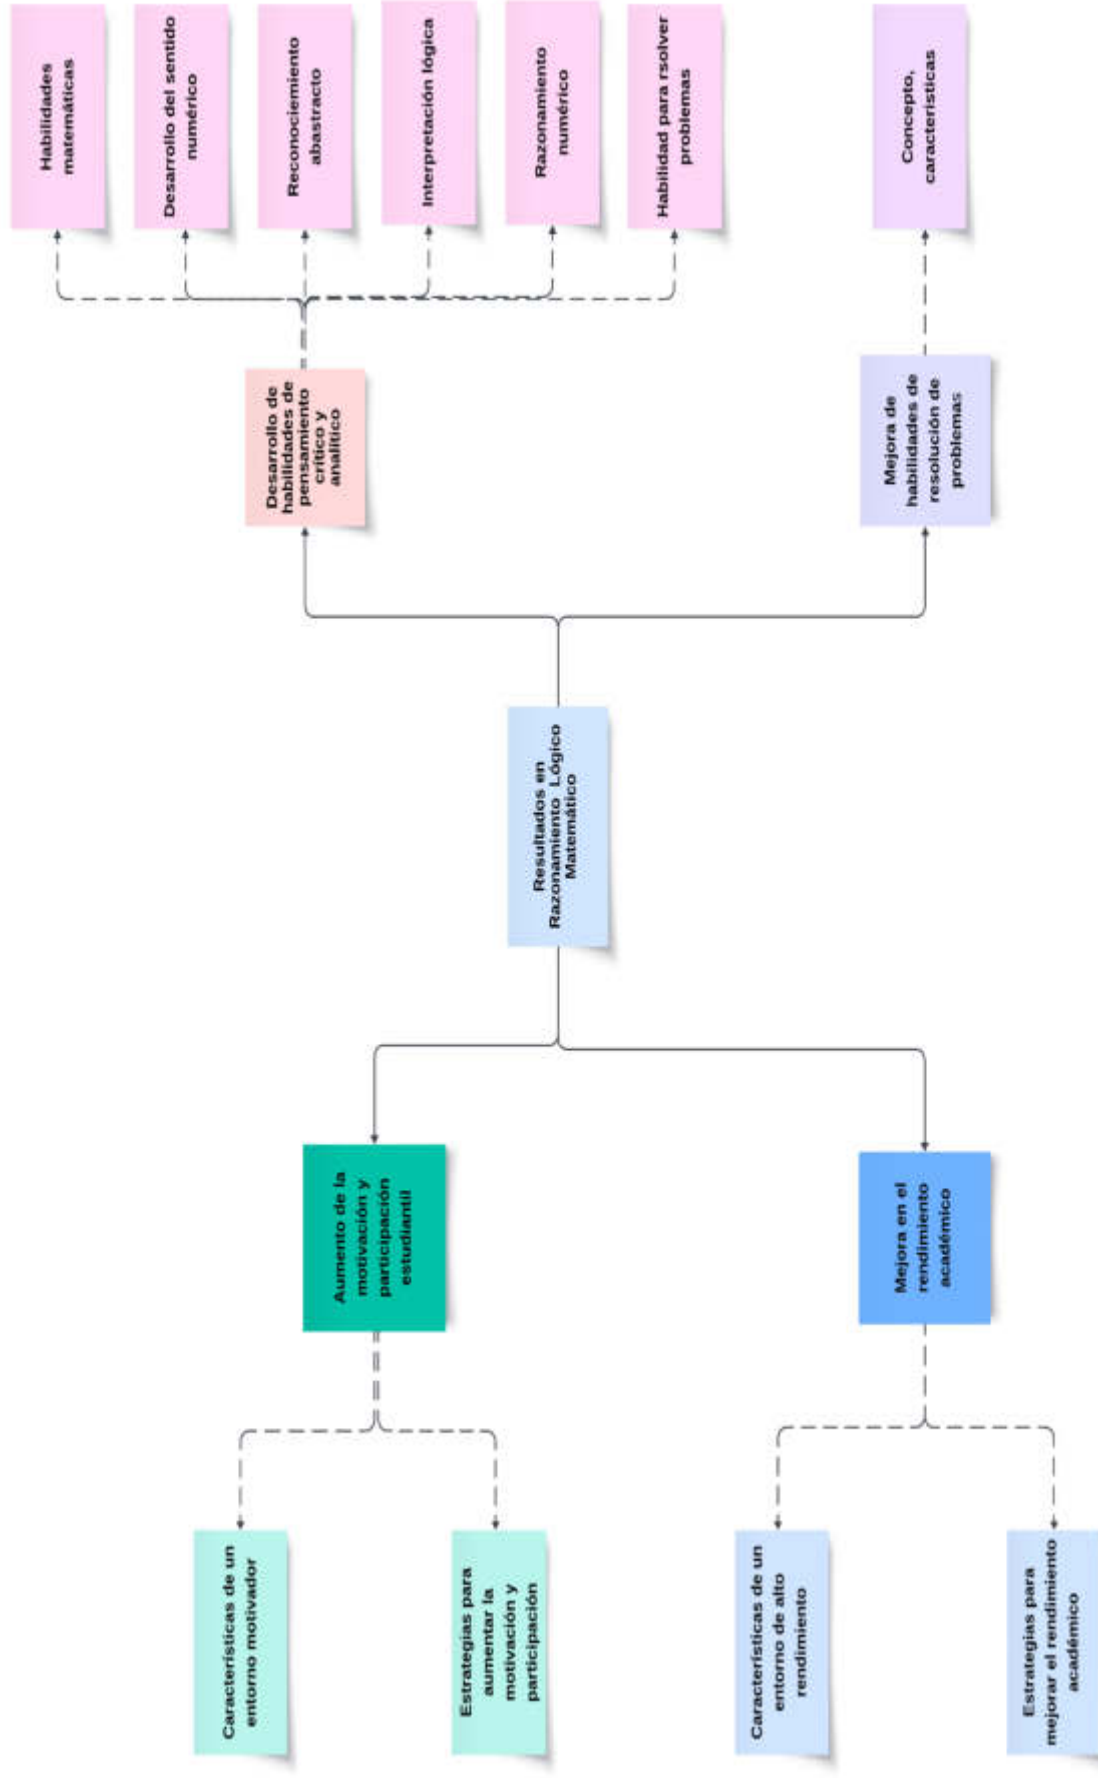 Habilidades
matemáticas
Desarrollo del sentido
numérico
Reconociemiento
abastracto
Interpretación lógica
Razonamiento
numérico
Habilidad para rsolver
problemas
Concepto,
caracteristicas
Desarrollo de
habilidades de
pensamiento
crítico y
analítico
Mejora de
habilidades de
resolución de
problemas
Resultados en
Razonamiento Lógico
Matemático
Aumento de la
motivación y
participación
estudiantil
Mejora en el
rendimiento
académico
Características de un
entorno motivador
Estrategias para
aumentar la
motivación y
participación
Características de un
entorno de alto
rendimiento
Estrategias para
mejorar el rendimiento
académico